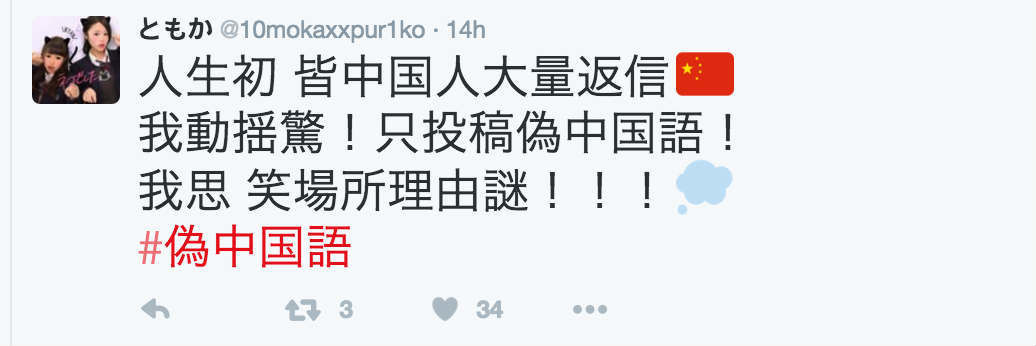 ともか @10mokaxxpur1ko · 14h
人生初 皆中国人大量返信🇨🇳
我動揺驚！只投稿偽中国語！
我思 笑場所理由謎！！！💭
#偽中国語
3 34